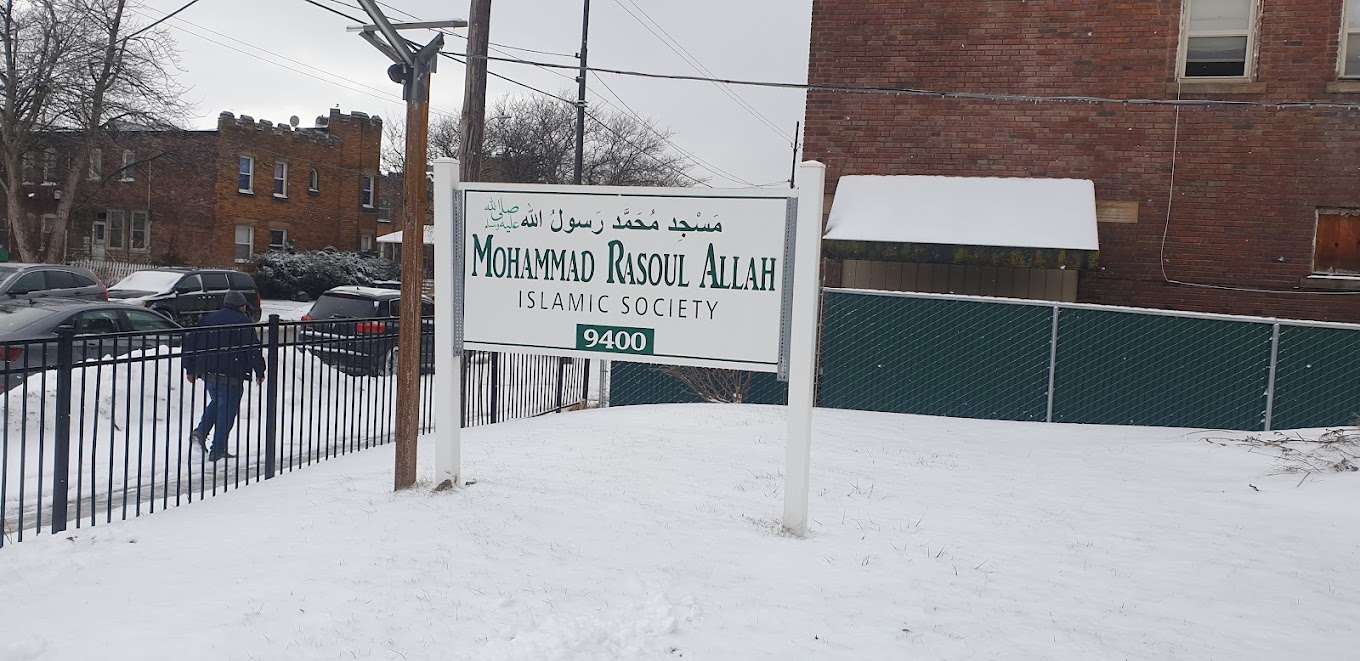 مَسْجِد مُحَمَّد رَسولُ الله صلى الله عليه وسلم
MOHAMMAD RASOUL ALLAH
ISLAMIC SOCIETY
9400